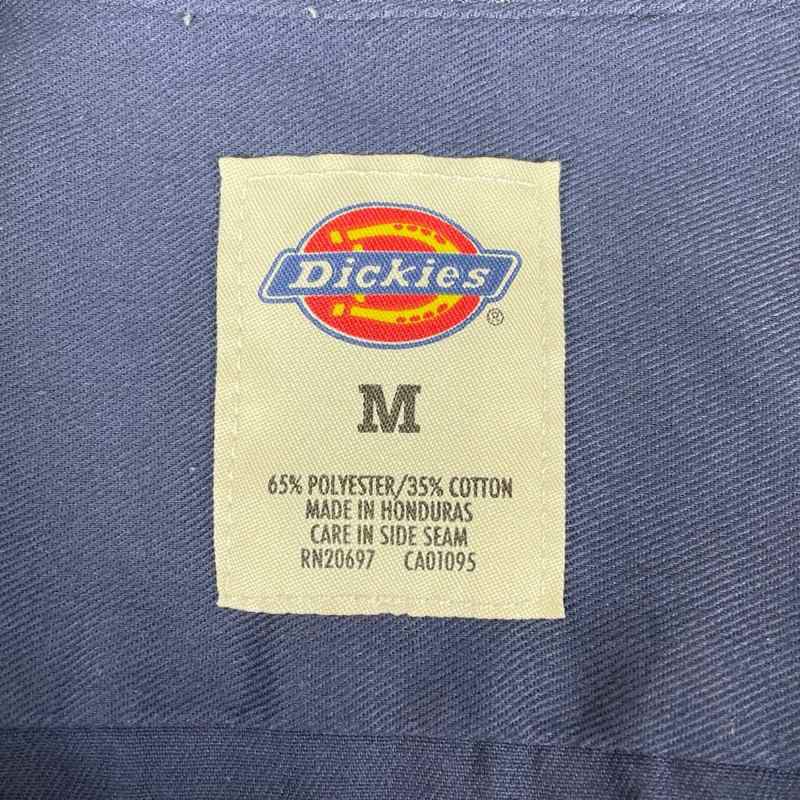 Dickies
®
M
65% POLYESTER/35% COTTON
MADE IN HONDURAS
CARE IN SIDE SEAM
RN20697 CA01095